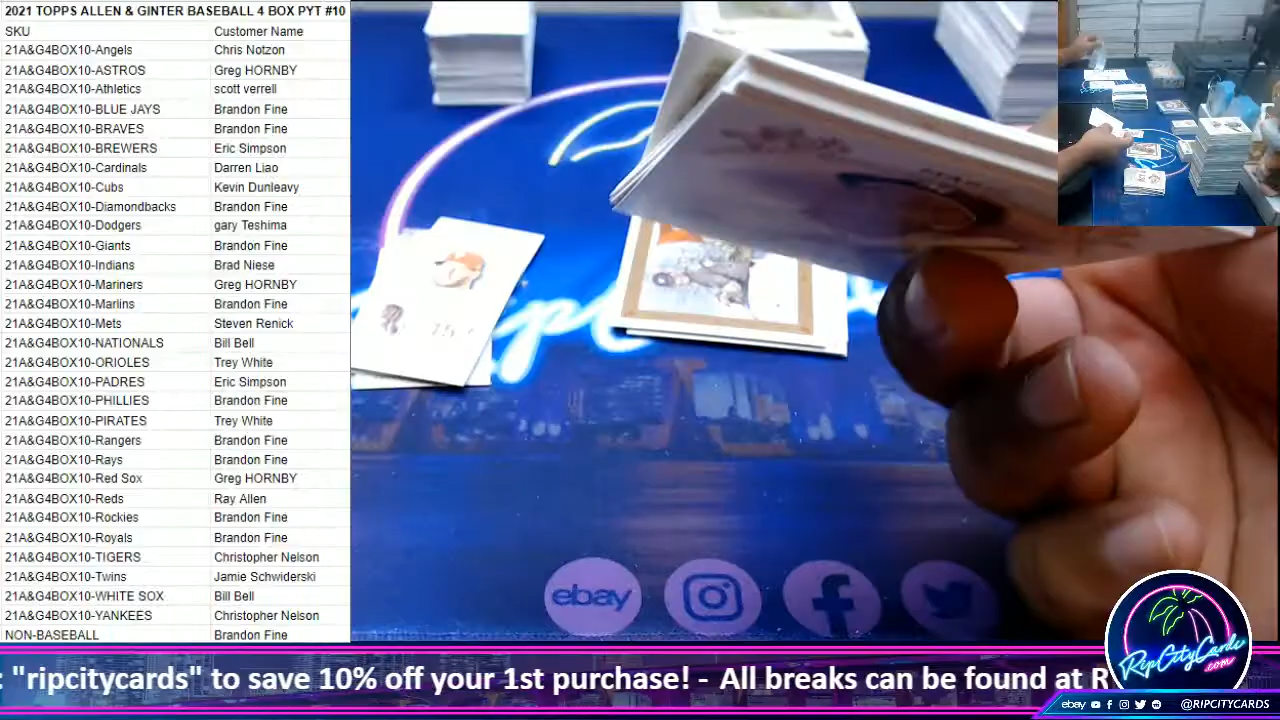 2021 TOPPS ALLEN & GINTER BASEBALL 4 BOX PYT #10
SKU Customer Name
21A&G4BOX10-Angels Chris Notzon
21A&G4BOX10-ASTROS Greg HORNBY
21A&G4BOX10-Athletics scott verrell
21A&G4BOX10-BLUE JAYS Brandon Fine
21A&G4BOX10-BRAVES Brandon Fine
21A&G4BOX10-BREWERS Eric Simpson
21A&G4BOX10-Cardinals Darren Liao
21A&G4BOX10-Cubs Kevin Dunleavy
21A&G4BOX10-Diamondbacks Brandon Fine
21A&G4BOX10-Dodgers gary Teshima
21A&G4BOX10-Giants Brandon Fine
21A&G4BOX10-Indians Brad Niese
21A&G4BOX10-Mariners Greg HORNBY
21A&G4BOX10-Marlins Brandon Fine
21A&G4BOX10-Mets Steven Renick
21A&G4BOX10-NATIONALS Bill Bell
21A&G4BOX10-ORIOLES Trey White
21A&G4BOX10-PADRES Eric Simpson
21A&G4BOX10-PHILLIES Brandon Fine
21A&G4BOX10-PIRATES Trey White
21A&G4BOX10-Rangers Brandon Fine
21A&G4BOX10-Rays Brandon Fine
21A&G4BOX10-Red Sox Greg HORNBY
21A&G4BOX10-Reds Ray Allen
21A&G4BOX10-Rockies Brandon Fine
21A&G4BOX10-Royals Brandon Fine
21A&G4BOX10-TIGERS Christopher Nelson
21A&G4BOX10-Twins Jamie Schwiderski
21A&G4BOX10-WHITE SOX Bill Bell
21A&G4BOX10-YANKEES Christopher Nelson
NON-BASEBALL Brandon Fine
ebay
: "ripcitycards" to save 10% off your 1st purchase! - All breaks can be found at R
RipCityCards
.com
ebay @RIPCITYCARDS